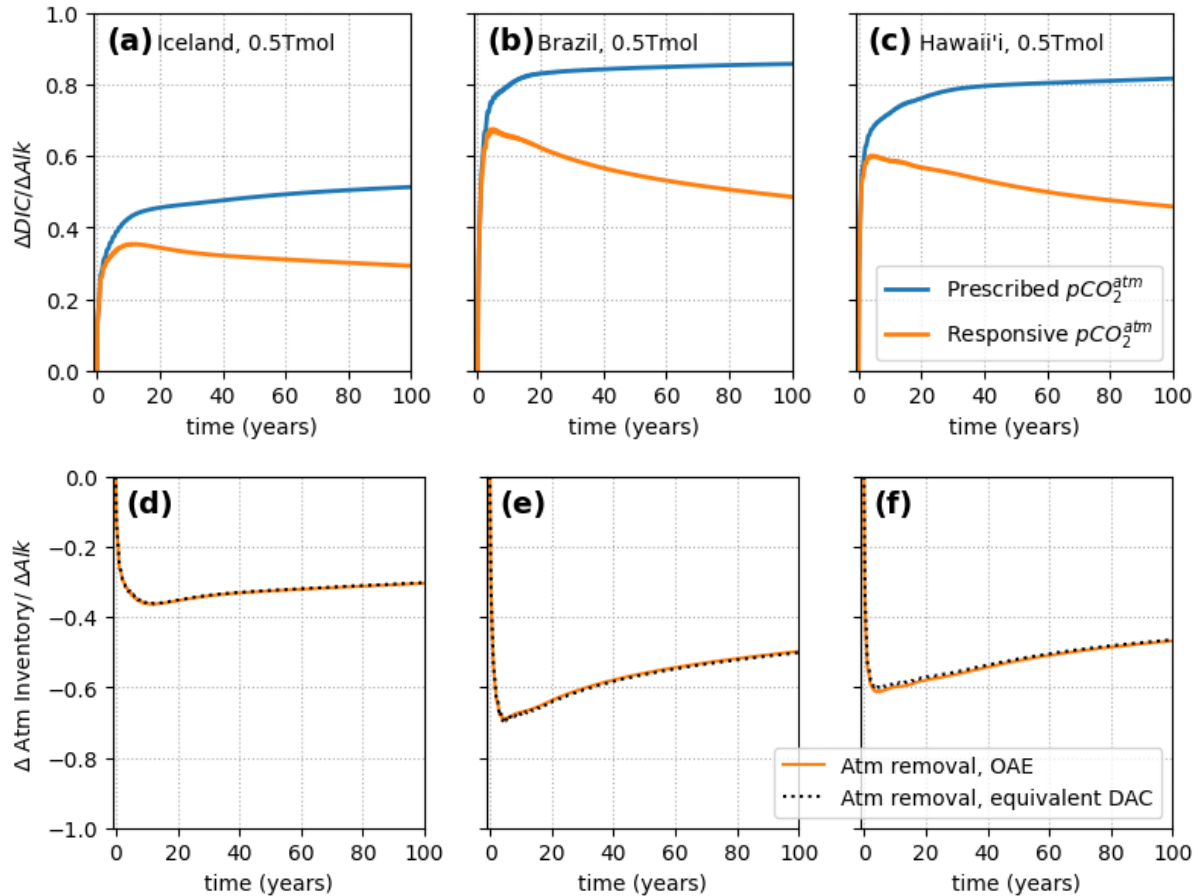 (a) Iceland, 0.5Tmol
(b) Brazil, 0.5Tmol
(c) Hawaii'i, 0.5Tmol
1.0
0.8
0.6
0.4
0.2
0.0
ΔDIC/ΔAlk
Prescribed pCO₂ᵃᵗᵐ
Responsive pCO₂ᵃᵗᵐ
0 20 40 60 80 100
0 20 40 60 80 100
0 20 40 60 80 100
time (years)
time (years)
time (years)
(d)
(e)
(f)
0.0
−0.2
−0.4
−0.6
−0.8
−1.0
Δ Atm Inventory/ ΔAlk
Atm removal, OAE
Atm removal, equivalent DAC
0 20 40 60 80 100
0 20 40 60 80 100
0 20 40 60 80 100
time (years)
time (years)
time (years)